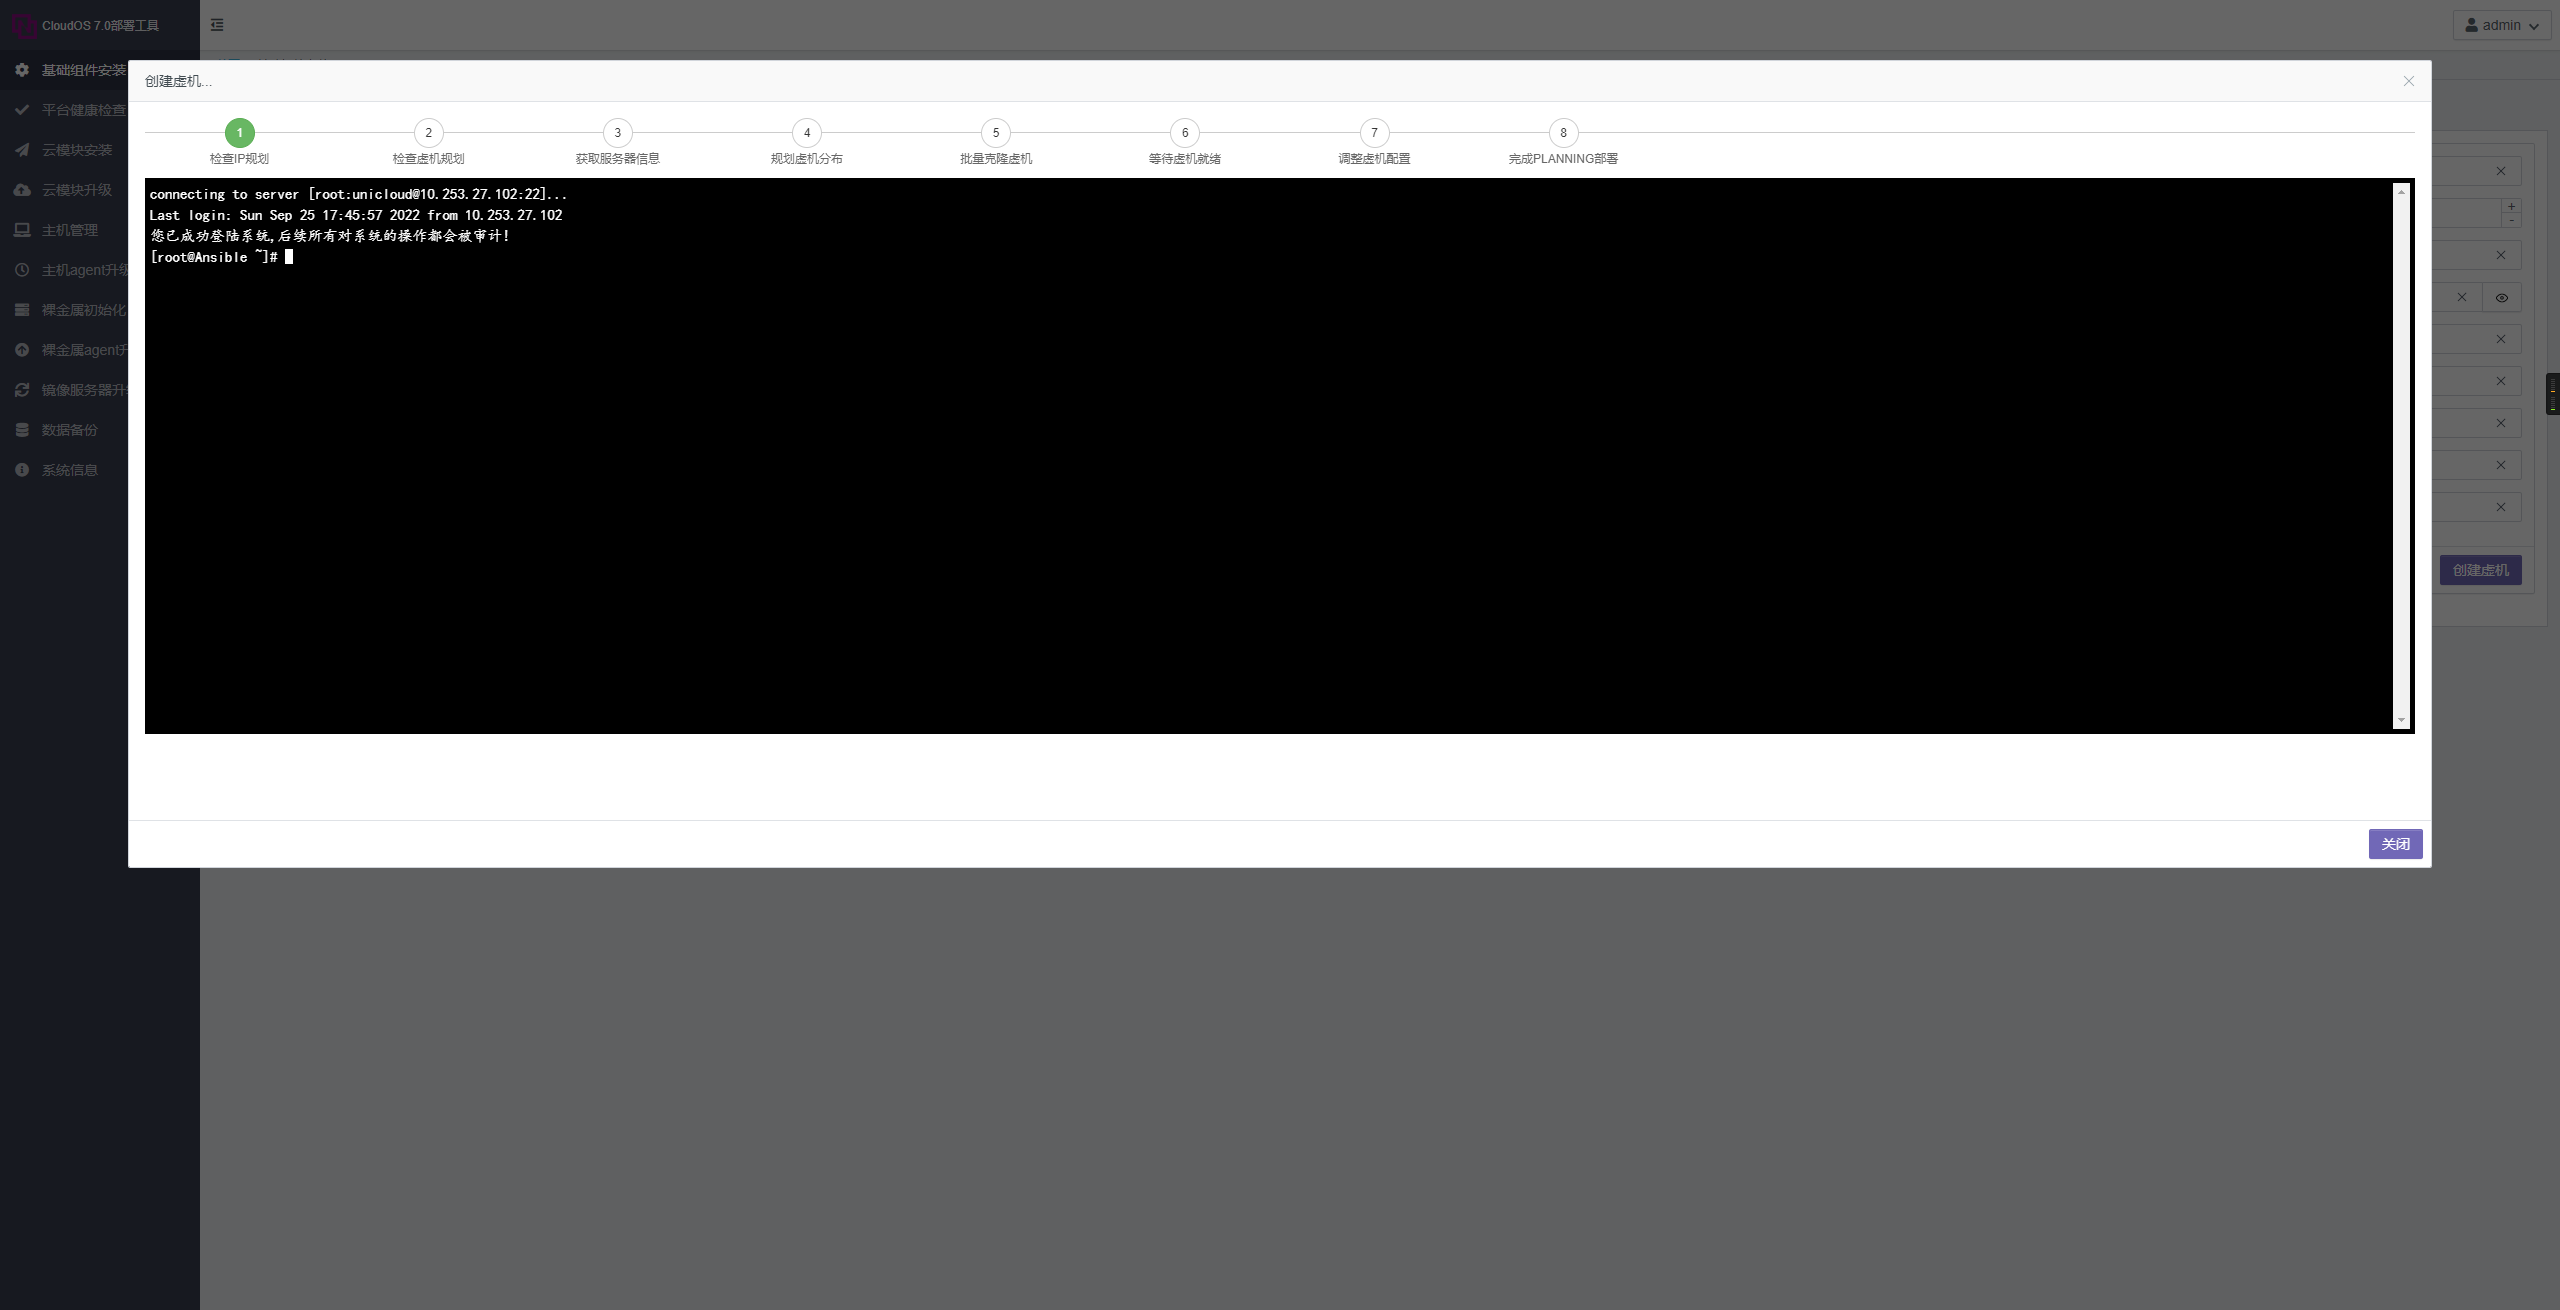 CloudOS 7.0部署工具
admin
基础组件安装
平台健康检查
云模块安装
云模块升级
主机管理
主机agent升级
裸金属初始化
裸金属agent升
镜像服务器升
数据备份
系统信息
创建虚机...
1
2
3
4
5
6
7
8
检查IP规划
检查虚机规划
获取服务器信息
规划虚机分布
批量克隆虚机
等待虚机就绪
调整虚机配置
完成PLANNING部署
connecting to server [root:unicloud@10.253.27.102:22]...
Last login: Sun Sep 25 17:45:57 2022 from 10.253.27.102
您已成功登陆系统,后续所有对系统的操作都会被审计!
[root@Ansible ~]#
创建虚机
关闭